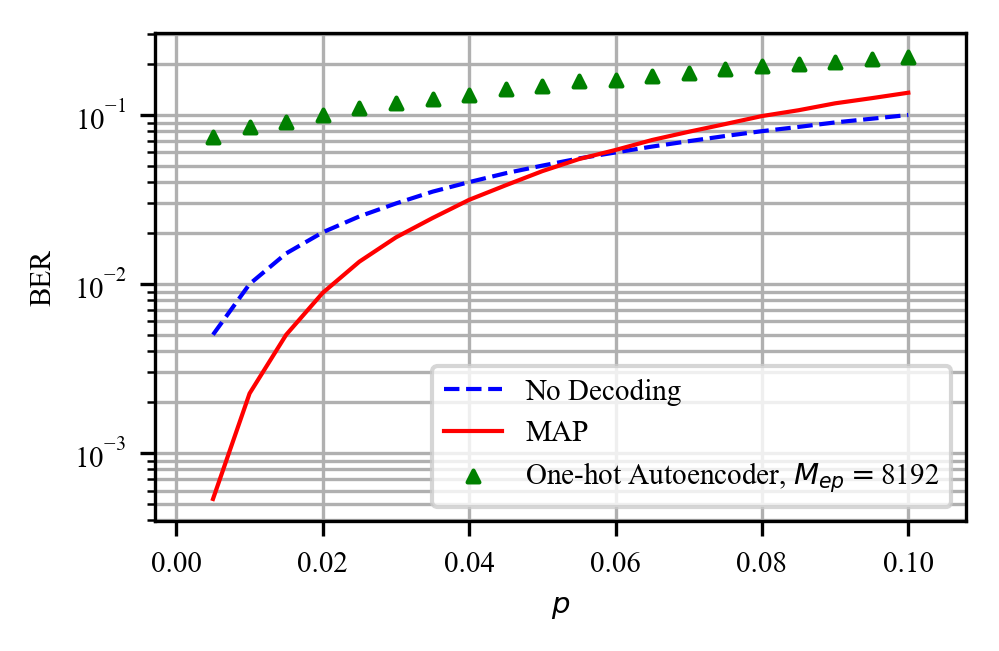 10⁻¹
10⁻²
10⁻³
BER
0.00 0.02 0.04 0.06 0.08 0.10
p
No Decoding
MAP
One-hot Autoencoder, Mₑₚ = 8192